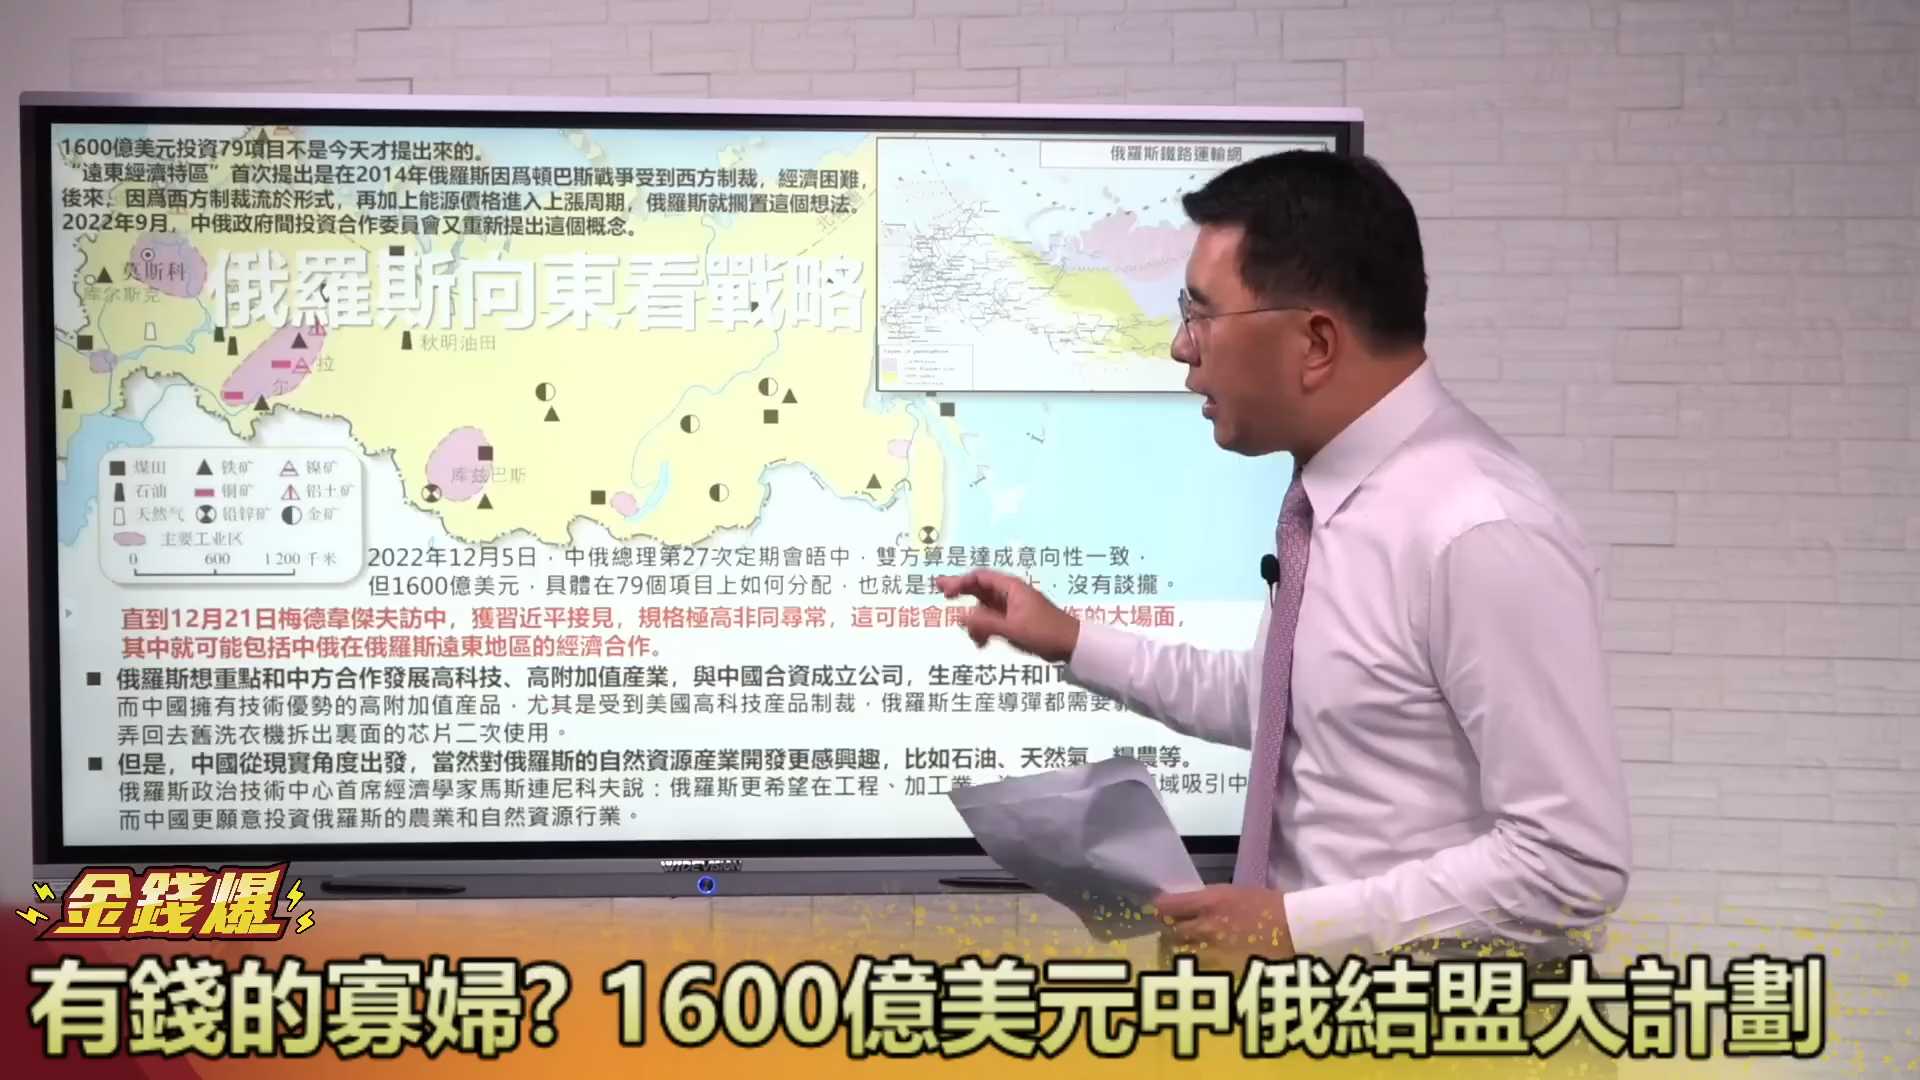 1600億美元投資79項目不是今天才提出來的。
“遠東經濟特區”首次提出是在2014年俄羅斯因爲頓巴斯戰爭受到西方制裁，經濟困難，
後來，因爲西方制裁流於形式，再加上能源價格進入上漲周期，俄羅斯就擱置這個想法。
2022年9月，中俄政府間投資合作委員會又重新提出這個概念。
俄羅斯鐵路運輸網
莫斯科
库尔斯克
俄羅斯向東看戰略
秋明油田
拉
尔
库兹巴斯
煤田 铁矿 镍矿
石油 铜矿 铝土矿
天然气 铅锌矿 金矿
主要工业区
0 600 1 200 千米
2022年12月5日，中俄總理第27次定期會晤中，雙方算是達成意向性一致，
但1600億美元，具體在79個項目上如何分配，也就是 上，沒有談攏。
直到12月21日梅德韋傑夫訪中，獲習近平接見，規格極高非同尋常，這可能會開 作的大場面，
其中就可能包括中俄在俄羅斯遠東地區的經濟合作。
■ 俄羅斯想重點和中方合作發展高科技、高附加值産業，與中國合資成立公司，生産芯片和IT
而中國擁有技術優勢的高附加值産品，尤其是受到美國高科技産品制裁，俄羅斯生産導彈都需要
弄回去舊洗衣機拆出裏面的芯片二次使用。
■ 但是，中國從現實角度出發，當然對俄羅斯的自然資源産業開發更感興趣，比如石油、天然氣、糧農等。
俄羅斯政治技術中心首席經濟學家馬斯連尼科夫說：俄羅斯更希望在工程、加工業、 域吸引中
而中國更願意投資俄羅斯的農業和自然資源行業。
WIDEVISION
金錢爆
有錢的寡婦? 1600億美元中俄結盟大計劃